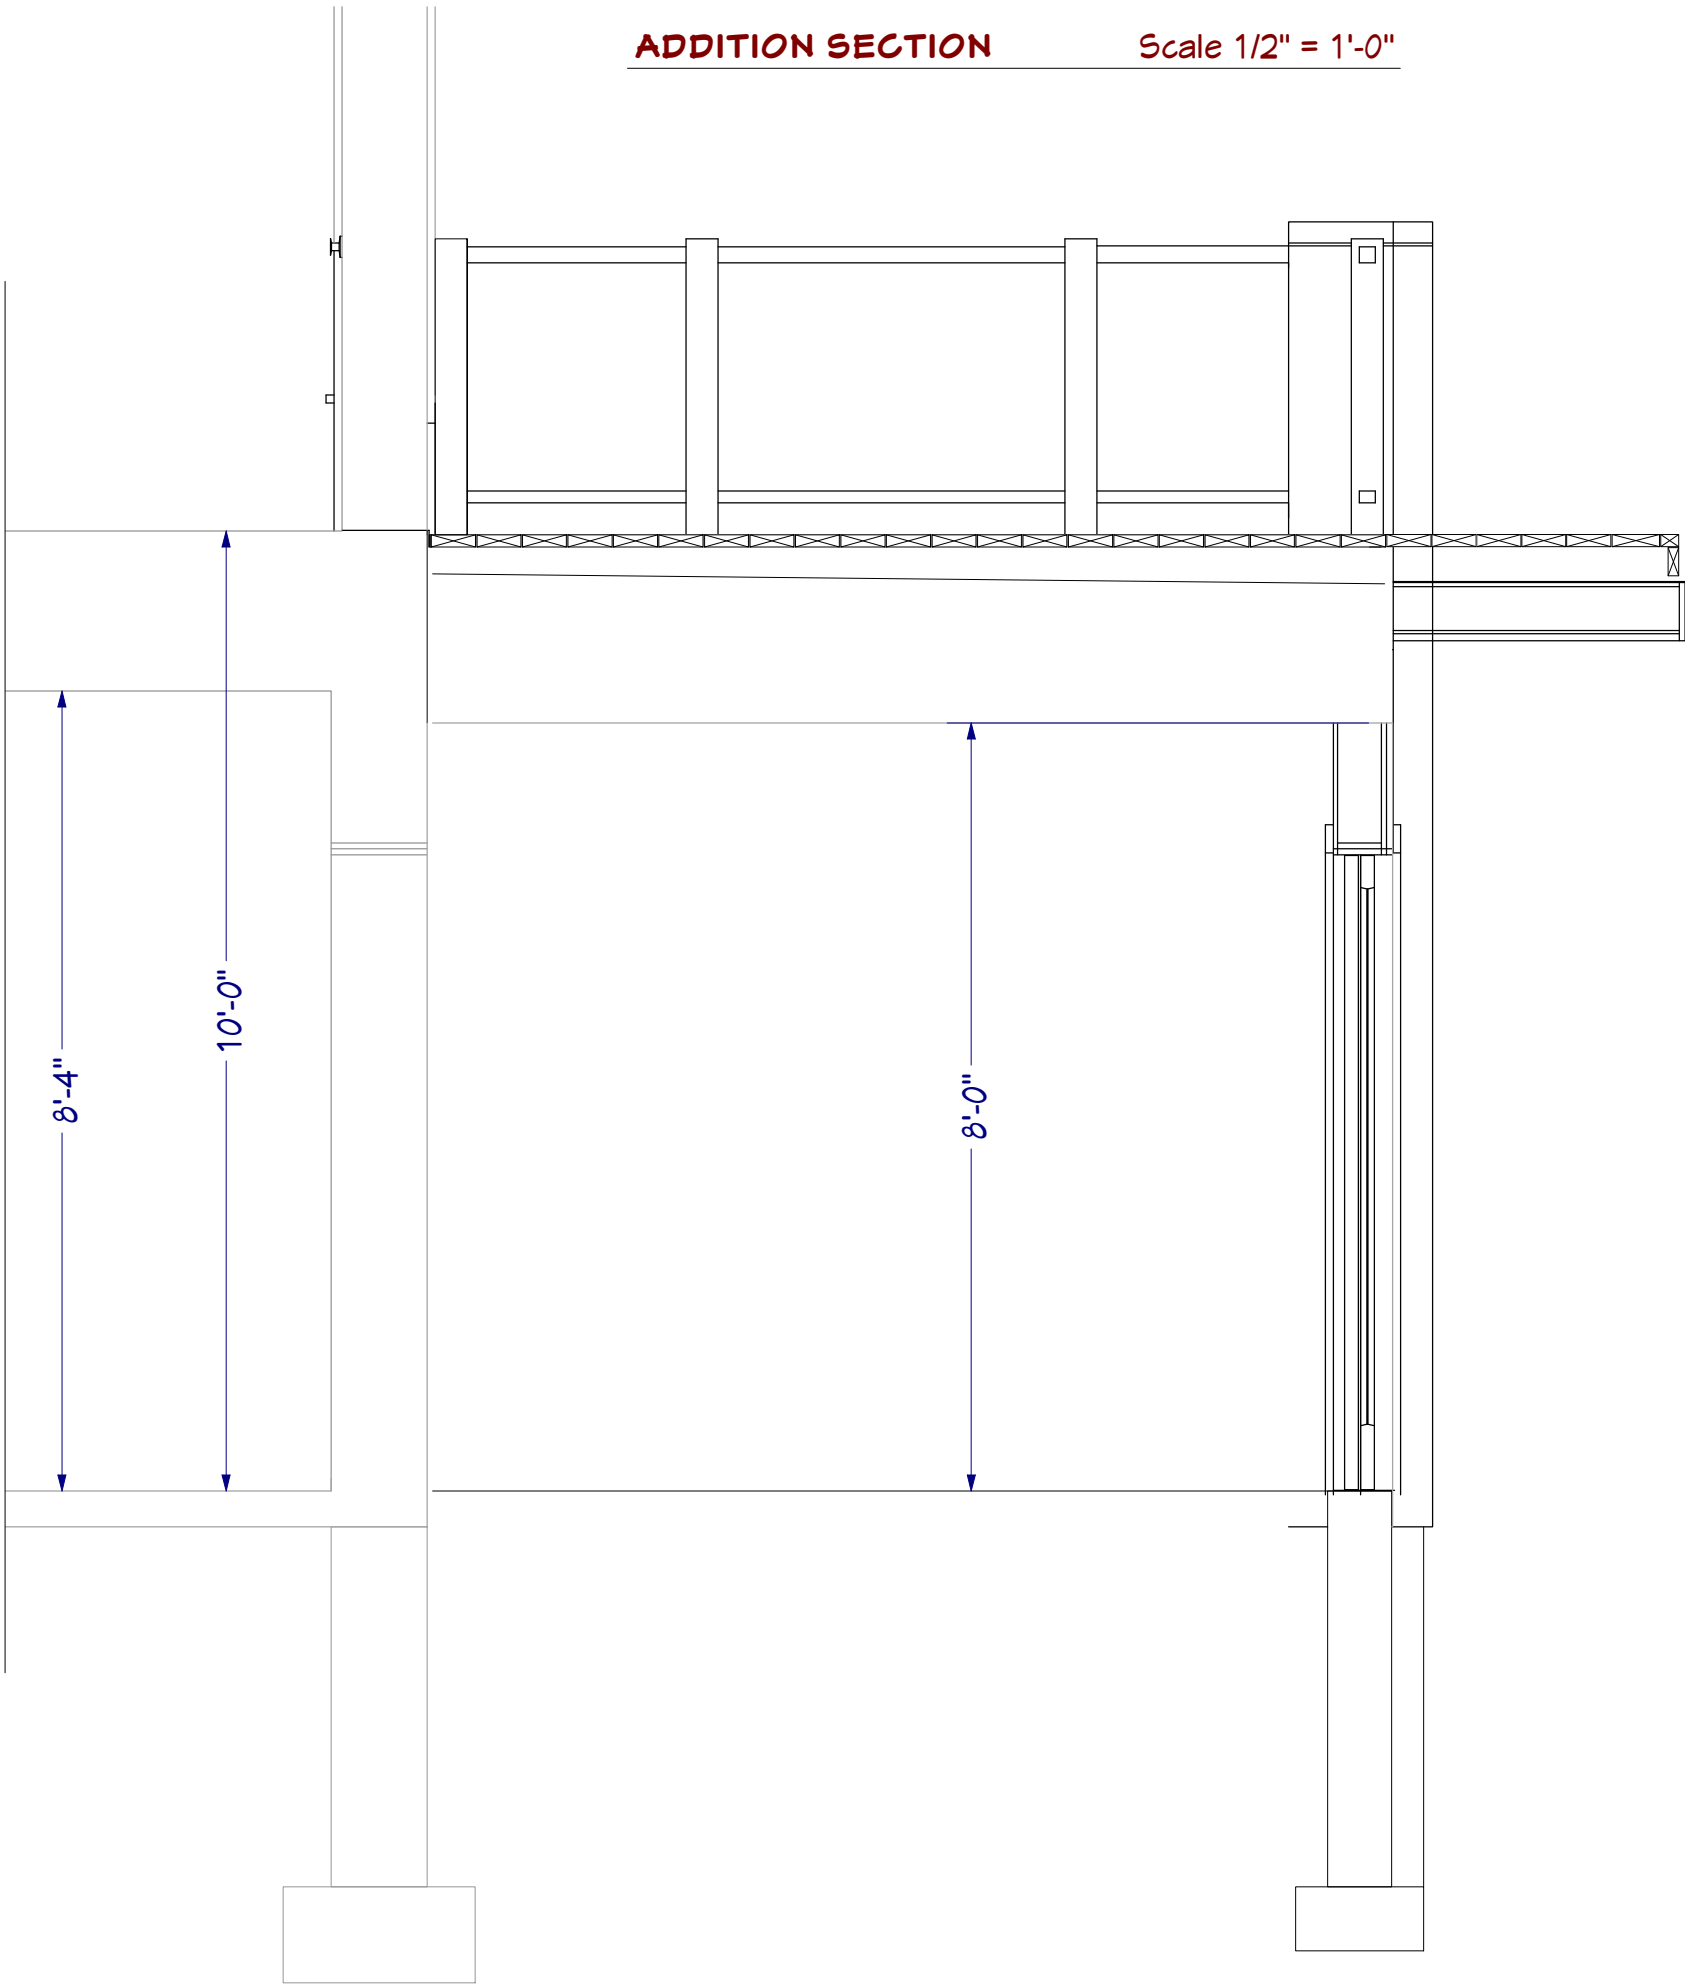 ADDITION SECTION Scale 1/2" = 1'-0"
10'-0"
8'-4"
8'-0"